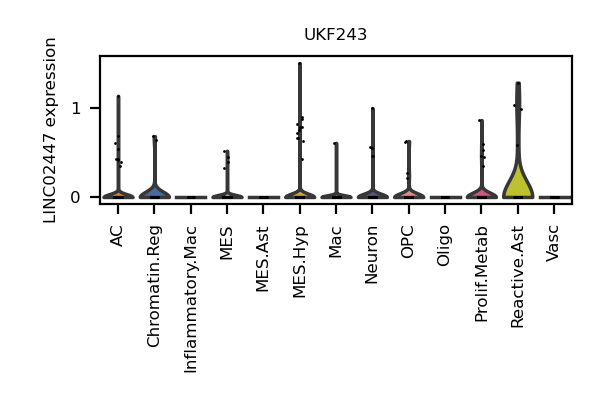 UKF243
LINC02447 expression
1
0
AC
Chromatin.Reg
Inflammatory.Mac
MES
MES.Ast
MES.Hyp
Mac
Neuron
OPC
Oligo
Prolif.Metab
Reactive.Ast
Vasc